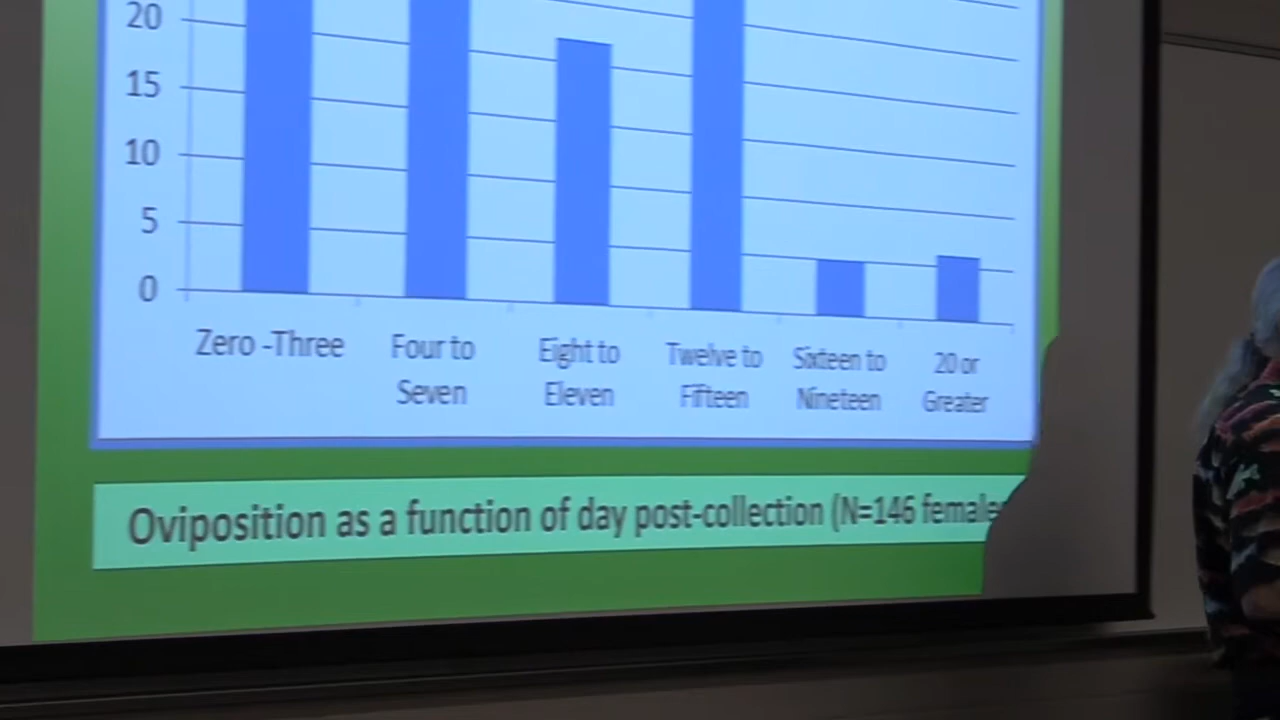 20
15
10
5
0
Zero -Three
Four to
Seven
Eight to
Eleven
Twelve to
Fifteen
Sixteen to
Nineteen
20 or
Greater
Oviposition as a function of day post-collection (N=146 female